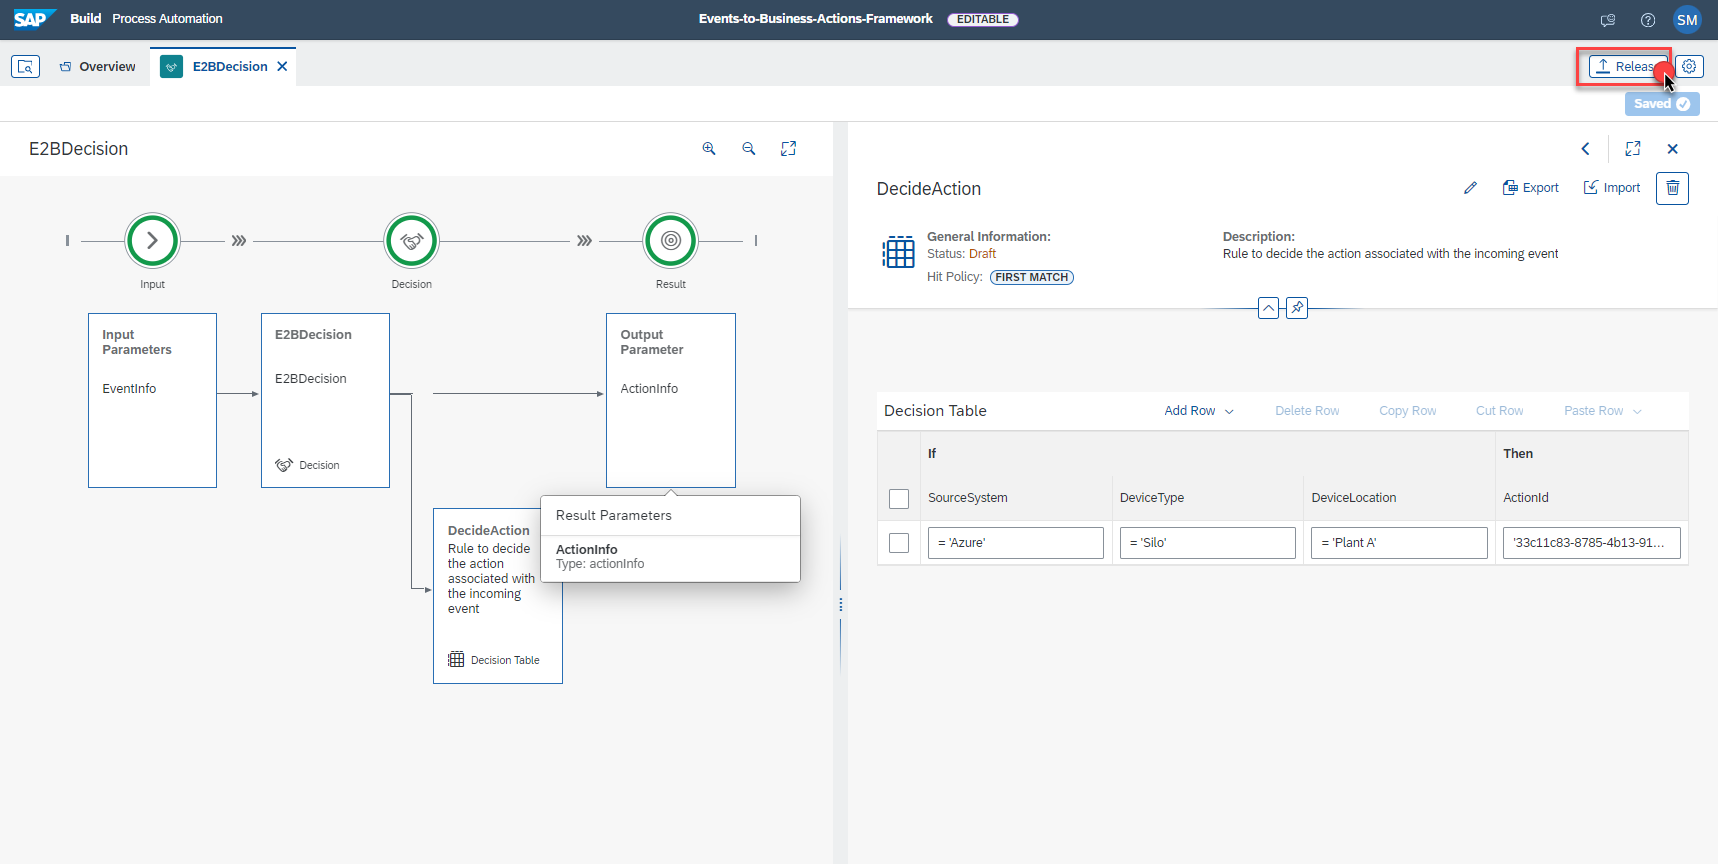 SAP Build Process Automation
Events-to-Business-Actions-Framework EDITABLE
SM
Overview
E2BDecision
Releas
Saved
E2BDecision
Input
Decision
Result
Input
Parameters
EventInfo
E2BDecision
E2BDecision
Decision
Output
Parameter
ActionInfo
DecideAction
Rule to decide
the action
associated with
the incoming
event
Decision Table
Result Parameters
ActionInfo
Type: actionInfo
DecideAction
Export
Import
General Information:
Status: Draft
Hit Policy: FIRST MATCH
Description:
Rule to decide the action associated with the incoming event
Decision Table
Add Row
Delete Row
Copy Row
Cut Row
Paste Row
If
Then
SourceSystem
DeviceType
DeviceLocation
ActionId
= 'Azure'
= 'Silo'
= 'Plant A'
'33c11c83-8785-4b13-91...